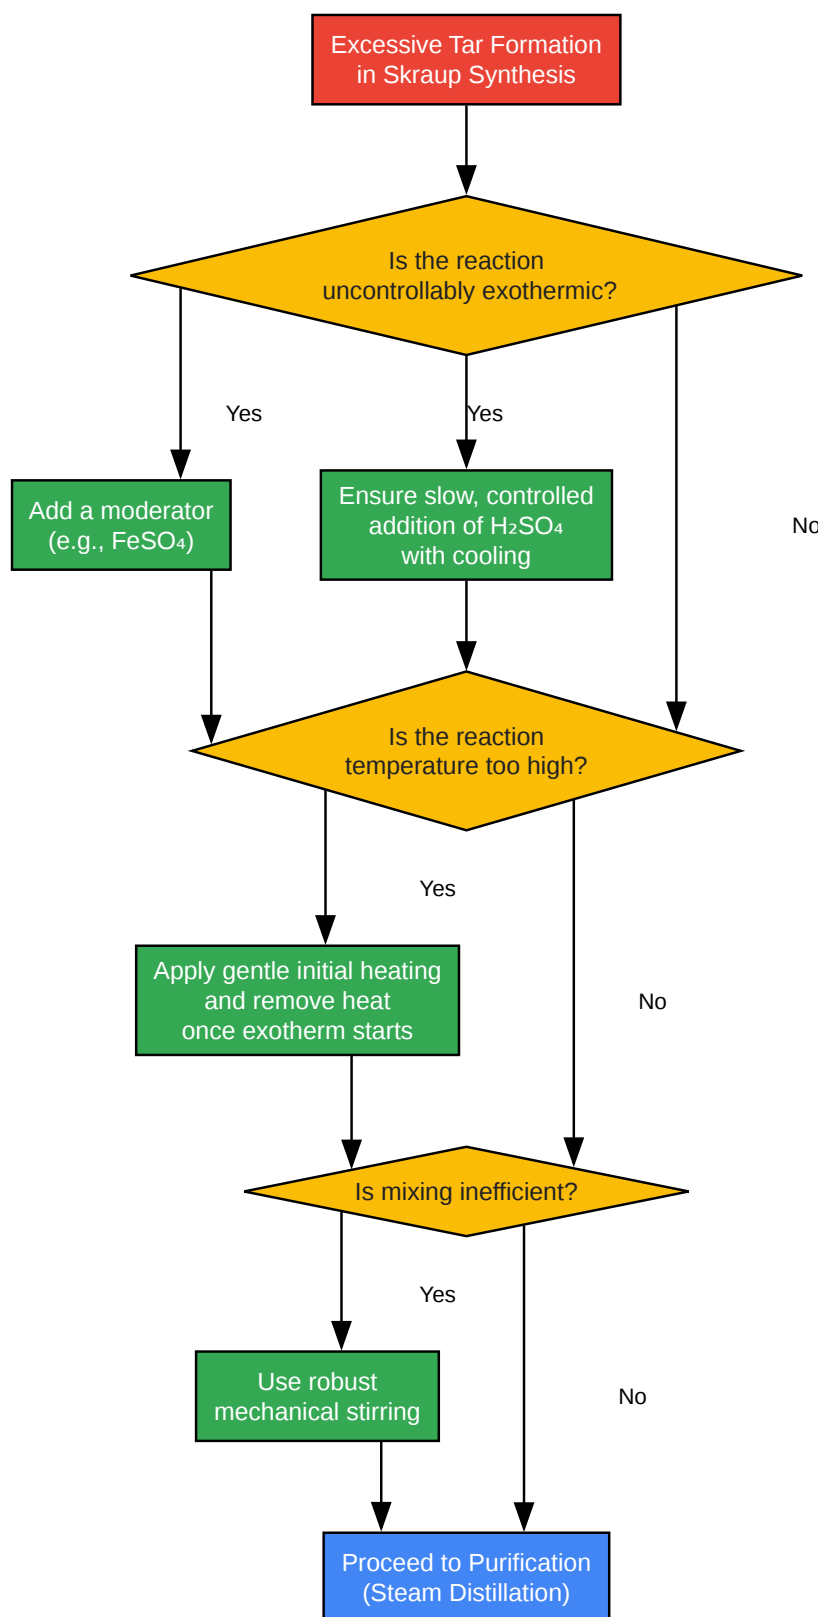 Excessive Tar Formation
in Skraup Synthesis
Is the reaction
uncontrollably exothermic?
Yes
Yes
No
Add a moderator
(e.g., FeSO₄)
Ensure slow, controlled
addition of H₂SO₄
with cooling
Is the reaction
temperature too high?
Yes
No
Apply gentle initial heating
and remove heat
once exotherm starts
Is mixing inefficient?
Yes
No
Use robust
mechanical stirring
Proceed to Purification
(Steam Distillation)